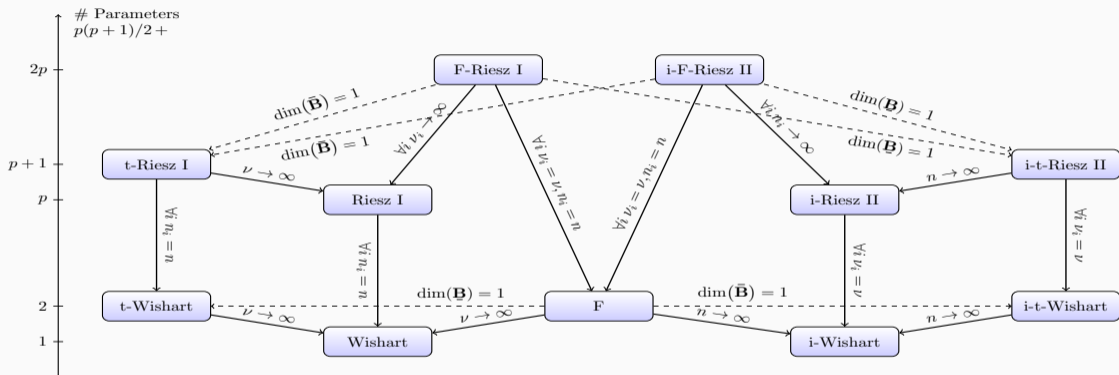 # Parameters
p(p + 1)/2 +
2p
F-Riesz I
i-F-Riesz II
dim(B̄) = 1
dim(B̲) = 1
∀i νᵢ → ∞
∀i, nᵢ → ∞
dim(B̄) = 1
dim(B̲) = 1
∀i νᵢ = ν, nᵢ = n
∀i νᵢ = ν, nᵢ = n
p + 1
t-Riesz I
i-t-Riesz II
ν → ∞
n → ∞
p
Riesz I
i-Riesz II
∀i nᵢ = n
∀i nᵢ = n
∀i νᵢ = ν
∀i νᵢ = ν
dim(B̲) = 1
dim(B̄) = 1
2
t-Wishart
F
i-t-Wishart
ν → ∞
ν → ∞
n → ∞
n → ∞
1
Wishart
i-Wishart